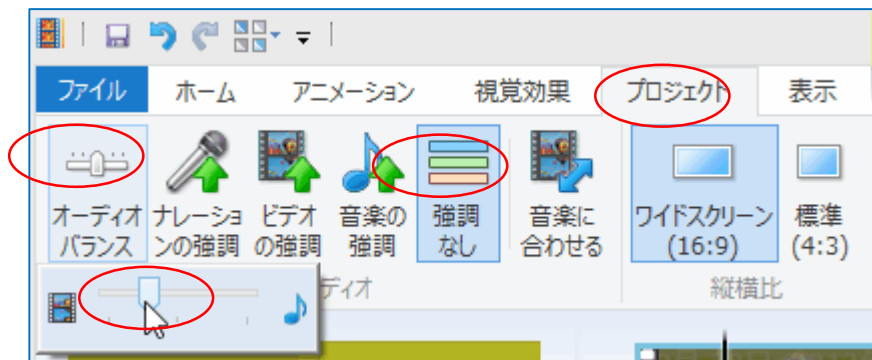 ファイル ホーム アニメーション 視覚効果 プロジェクト 表示
オーディオ
バランス
ナレーショ
ンの強調
ビデオ
の強調
音楽の
強調
強調
なし
音楽に
合わせる
ワイドスクリーン
(16:9)
標準
(4:3)
ディオ
縦横比